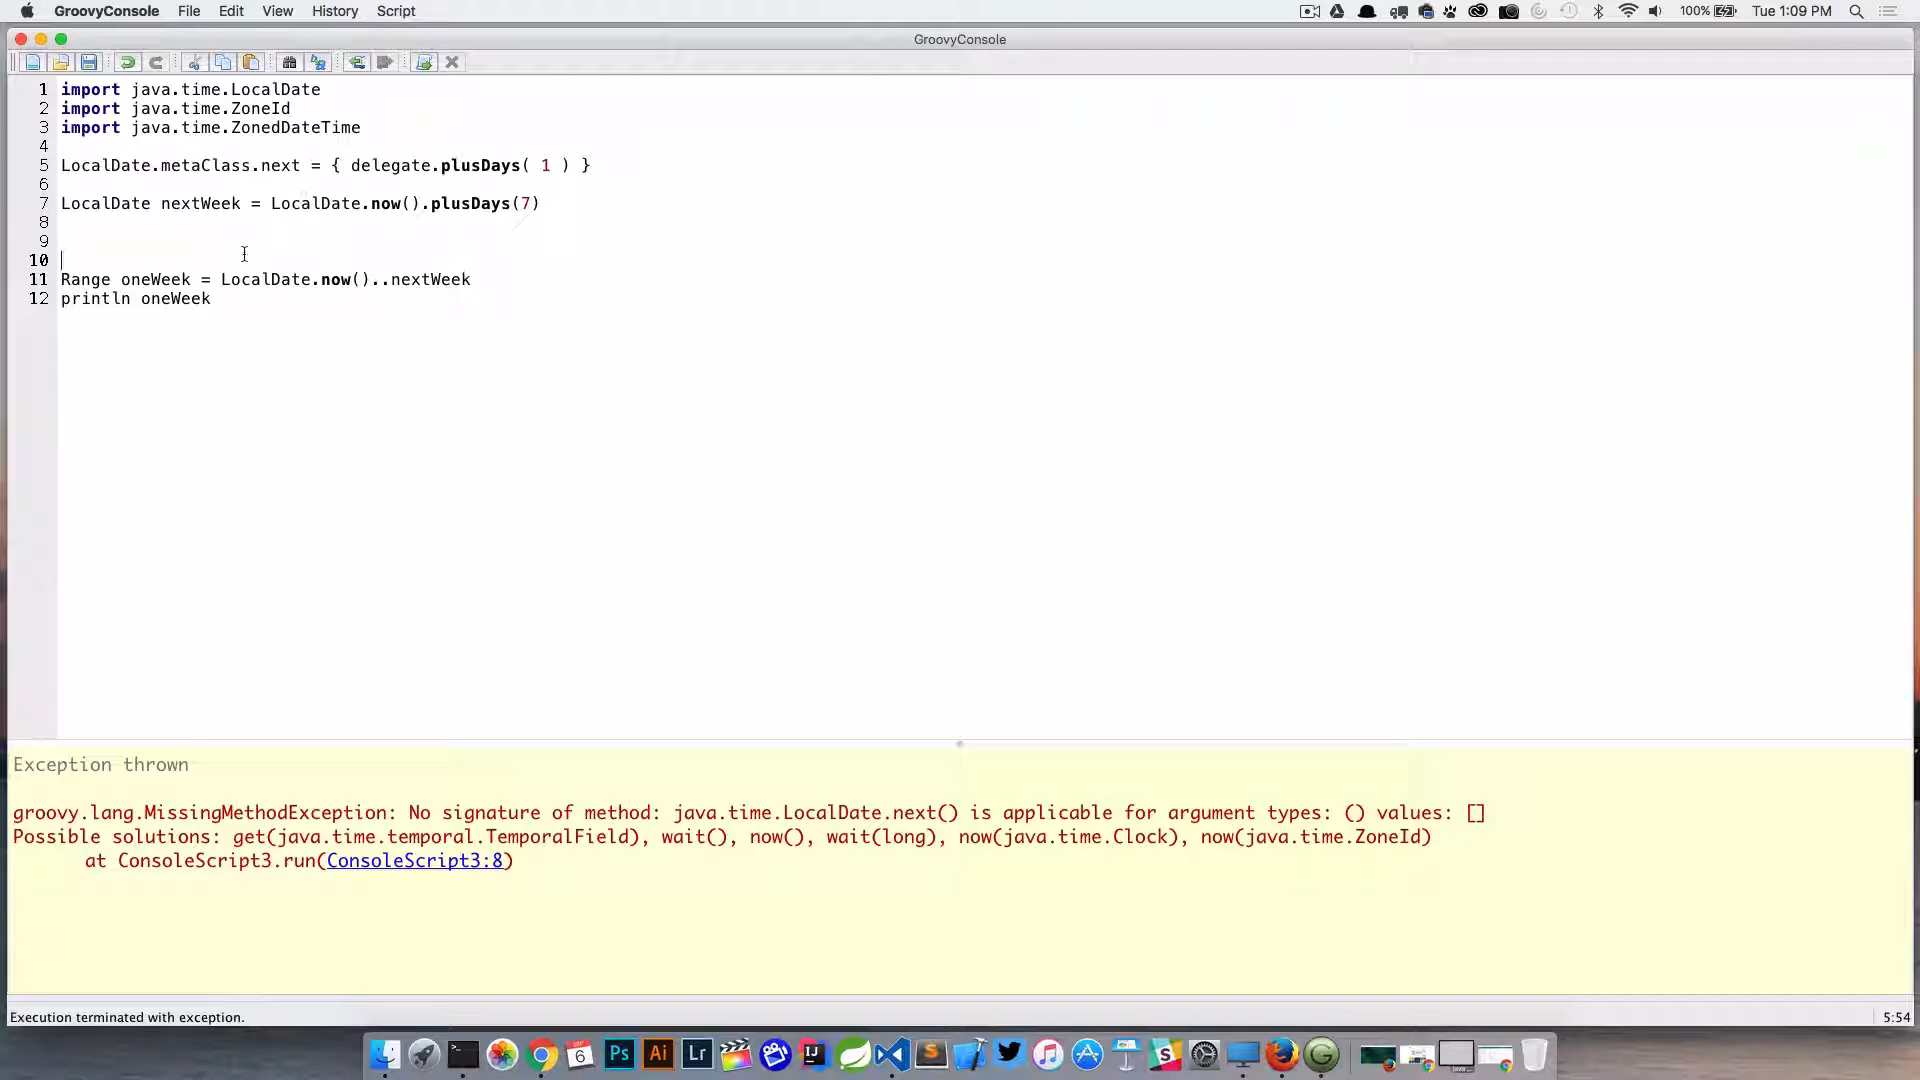 GroovyConsole File Edit View History Script 100% Tue 1:09 PM
GroovyConsole
1 import java.time.LocalDate
2 import java.time.ZoneId
3 import java.time.ZonedDateTime
4
5 LocalDate.metaClass.next = { delegate.plusDays( 1 ) }
6
7 LocalDate nextWeek = LocalDate.now().plusDays(7)
8
9
10
11 Range oneWeek = LocalDate.now()..nextWeek
12 println oneWeek
Exception thrown
groovy.lang.MissingMethodException: No signature of method: java.time.LocalDate.next() is applicable for argument types: () values: []
Possible solutions: get(java.time.temporal.TemporalField), wait(), now(), wait(long), now(java.time.Clock), now(java.time.ZoneId)
at ConsoleScript3.run(ConsoleScript3:8)
Execution terminated with exception. 5:54
6 Ps Ai Lr IJ S G